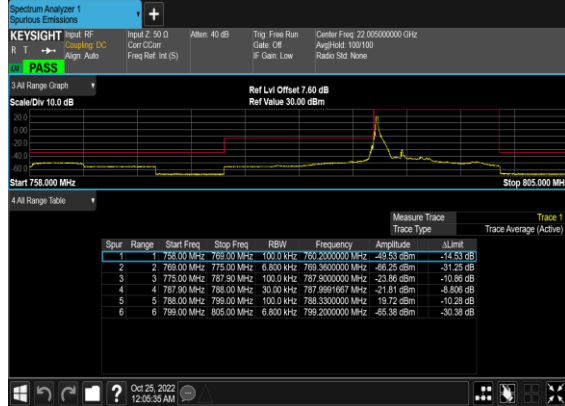 Spectrum Analyzer 1
Spurious Emissions
+
KEYSIGHT Input: RF Input Z: 50 Ω Atten: 40 dB Trig: Free Run Center Freq: 22.005000000 GHz
R T Coupling: DC Corr CCorr Gate: Off Avg|Hold: 100/100
Align: Auto Freq Ref: Int (S) IF Gain: Low Radio Std: None
PASS
3 All Range Graph
Ref Lvl Offset 7.60 dB
Scale/Div 10.0 dB Ref Value 30.00 dBm
20.0
0.00
-20.0
-40.0
-60.0
Start 758.000 MHz Stop 805.000 MH
4 All Range Table
Measure Trace Trace 1
Trace Type Trace Average (Active)
Spur Range Start Freq Stop Freq RBW Frequency Amplitude ΔLimit
1 1 758.00 MHz 769.00 MHz 100.0 kHz 760.2000000 MHz -49.53 dBm -14.53 dB
2 2 769.00 MHz 775.00 MHz 6.800 kHz 769.3600000 MHz -66.25 dBm -31.25 dB
3 3 775.00 MHz 787.90 MHz 100.0 kHz 787.9000000 MHz -23.86 dBm -10.86 dB
4 4 787.90 MHz 788.00 MHz 30.00 kHz 787.9991667 MHz -21.81 dBm -8.806 dB
5 5 788.00 MHz 799.00 MHz 100.0 kHz 788.3300000 MHz 19.72 dBm -10.28 dB
6 6 799.00 MHz 805.00 MHz 6.800 kHz 799.2000000 MHz -65.38 dBm -30.38 dB
? Oct 25, 2022
12:05:35 AM